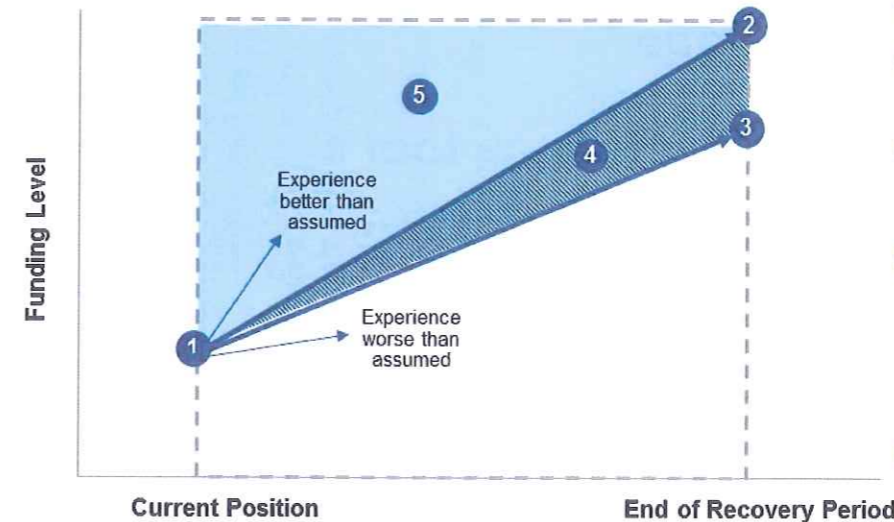 2
5
3
4
Experience
better than
assumed
Experience
worse than
assumed
1
Funding Level
Current Position
End of Recovery Period